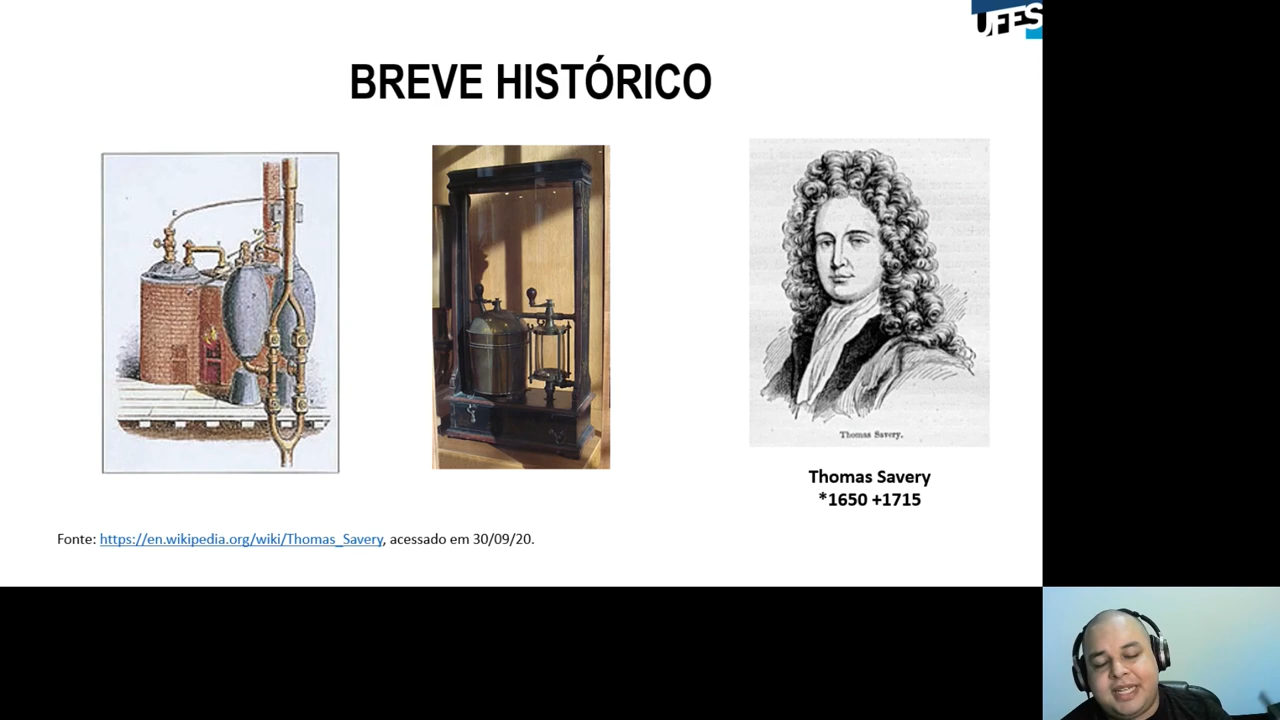 UFES
BREVE HISTÓRICO
Thomas Savery.
Thomas Savery
*1650 +1715
Fonte: https://en.wikipedia.org/wiki/Thomas_Savery, acessado em 30/09/20.